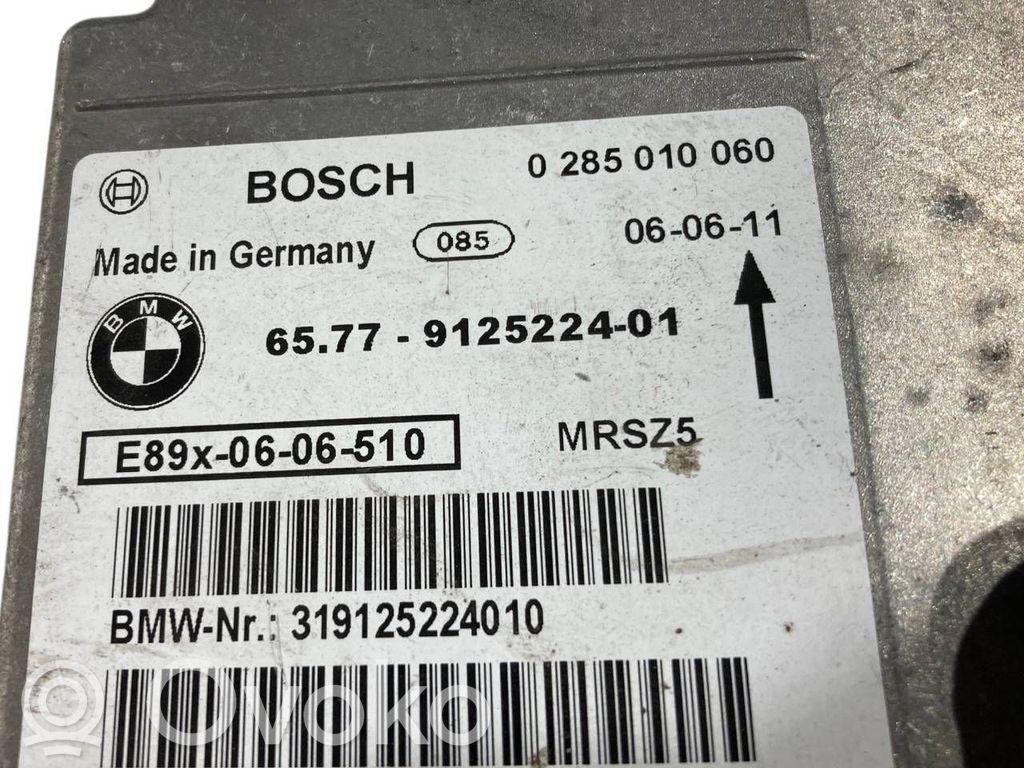 BOSCH 0 285 010 060
Made in Germany 085 06-06-11
BMW 65.77 - 9125224-01
E89x-06-06-510 MRSZ5
BMW-Nr.: 319125224010
Ovoko